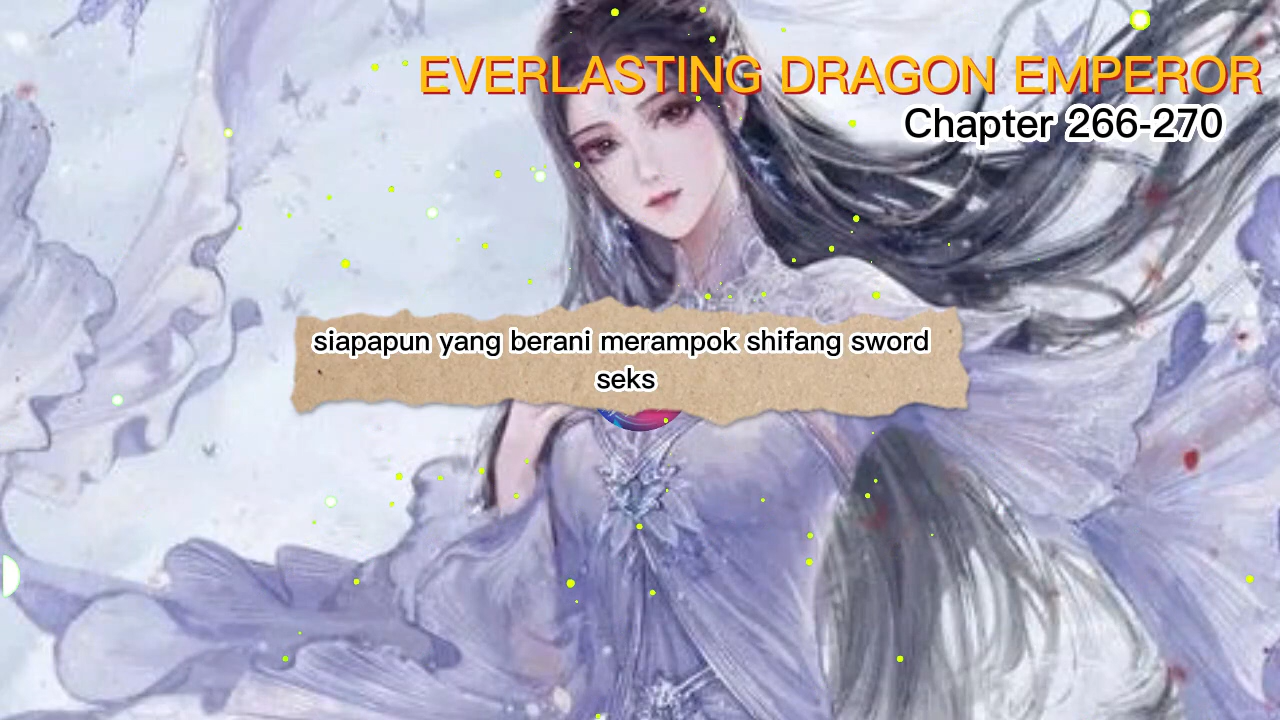 EVERLASTING DRAGON EMPEROR
Chapter 266-270
siapapun yang berani merampok shifang sword
seks